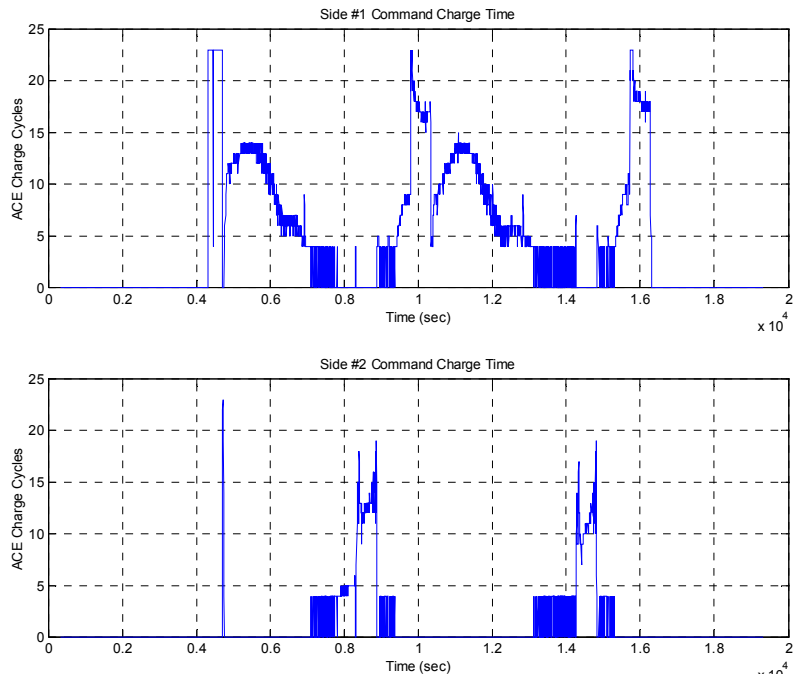 Side #1 Command Charge Time
25
20
15
10
5
0
ACE Charge Cycles
0 0.2 0.4 0.6 0.8 1 1.2 1.4 1.6 1.8 2
Time (sec)
x 10^4
Side #2 Command Charge Time
25
20
15
10
5
0
ACE Charge Cycles
0 0.2 0.4 0.6 0.8 1 1.2 1.4 1.6 1.8 2
Time (sec)